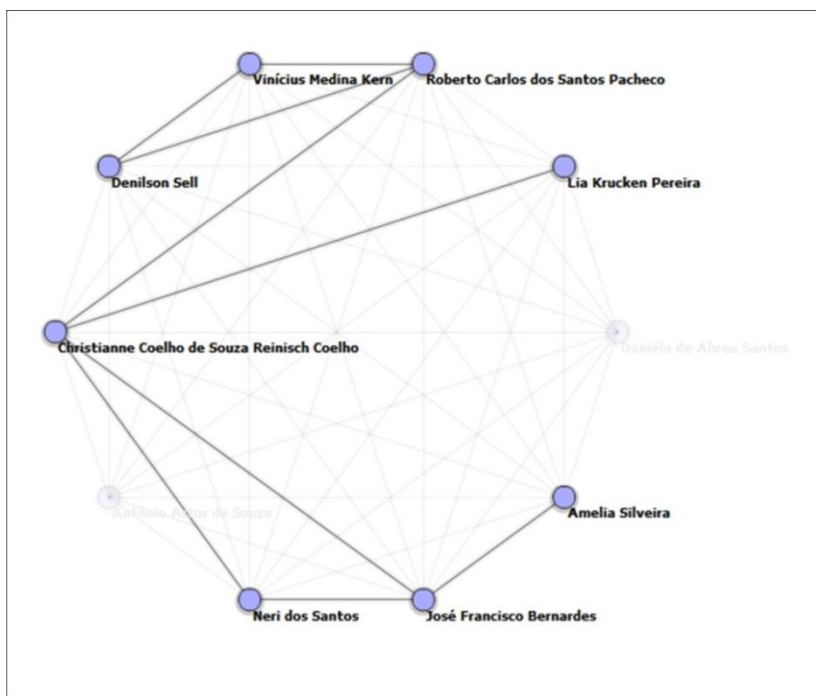 Vinícius Medina Kern
Roberto Carlos dos Santos Pacheco
Denilson Sell
Lia Krucken Pereira
Christianne Coelho de Souza Reinisch Coelho
Daniela de Abreu Santos
Antônio Artur de Souza
Amelia Silveira
Neri dos Santos
José Francisco Bernardes